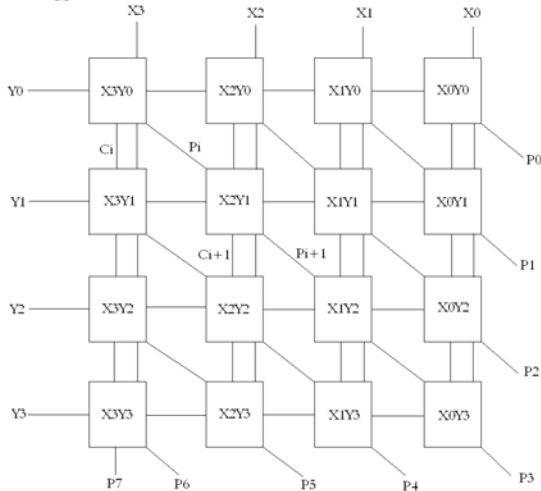 X3 X2 X1 X0
Y0 X3Y0 X2Y0 X1Y0 X0Y0
Ci Pi P0
Y1 X3Y1 X2Y1 X1Y1 X0Y1
Ci+1 Pi+1 P1
Y2 X3Y2 X2Y2 X1Y2 X0Y2
P2
Y3 X3Y3 X2Y3 X1Y3 X0Y3
P7 P6 P5 P4 P3